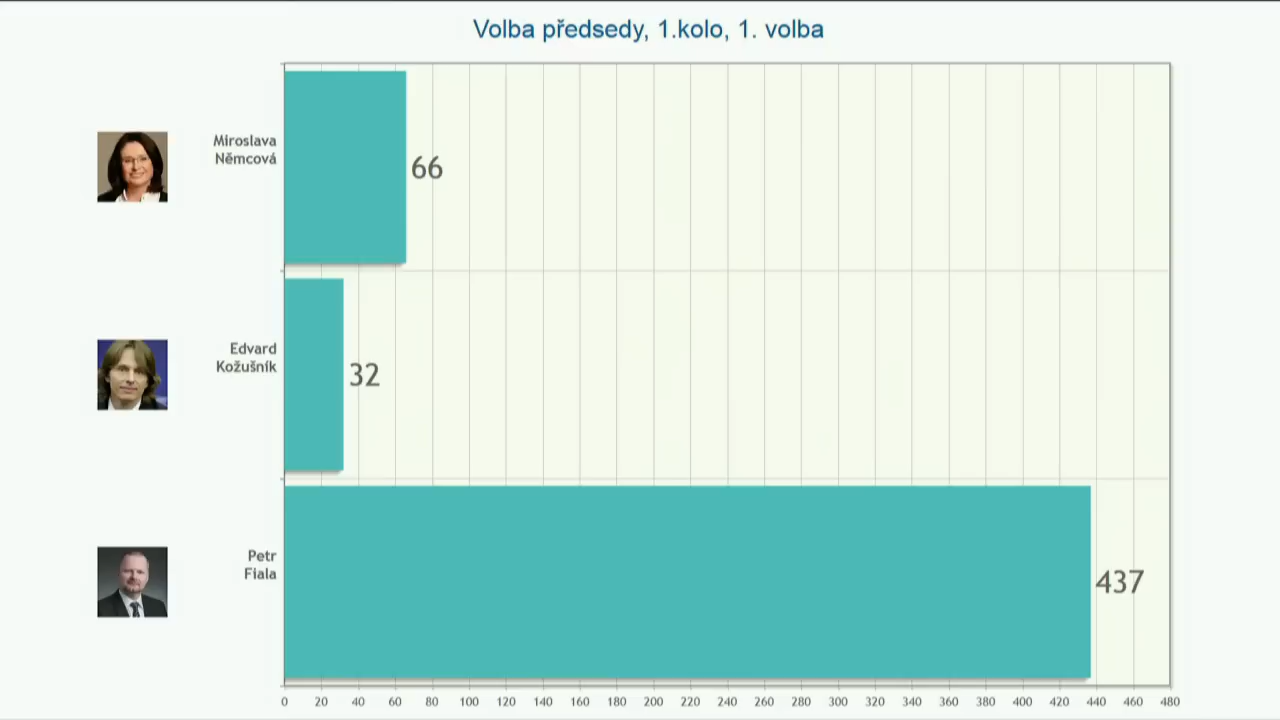 Volba předsedy, 1.kolo, 1. volba
Miroslava
Němcová
66
Edvard
Kožušník
32
Petr
Fiala
437
0 20 40 60 80 100 120 140 160 180 200 220 240 260 280 300 320 340 360 380 400 420 440 460 480